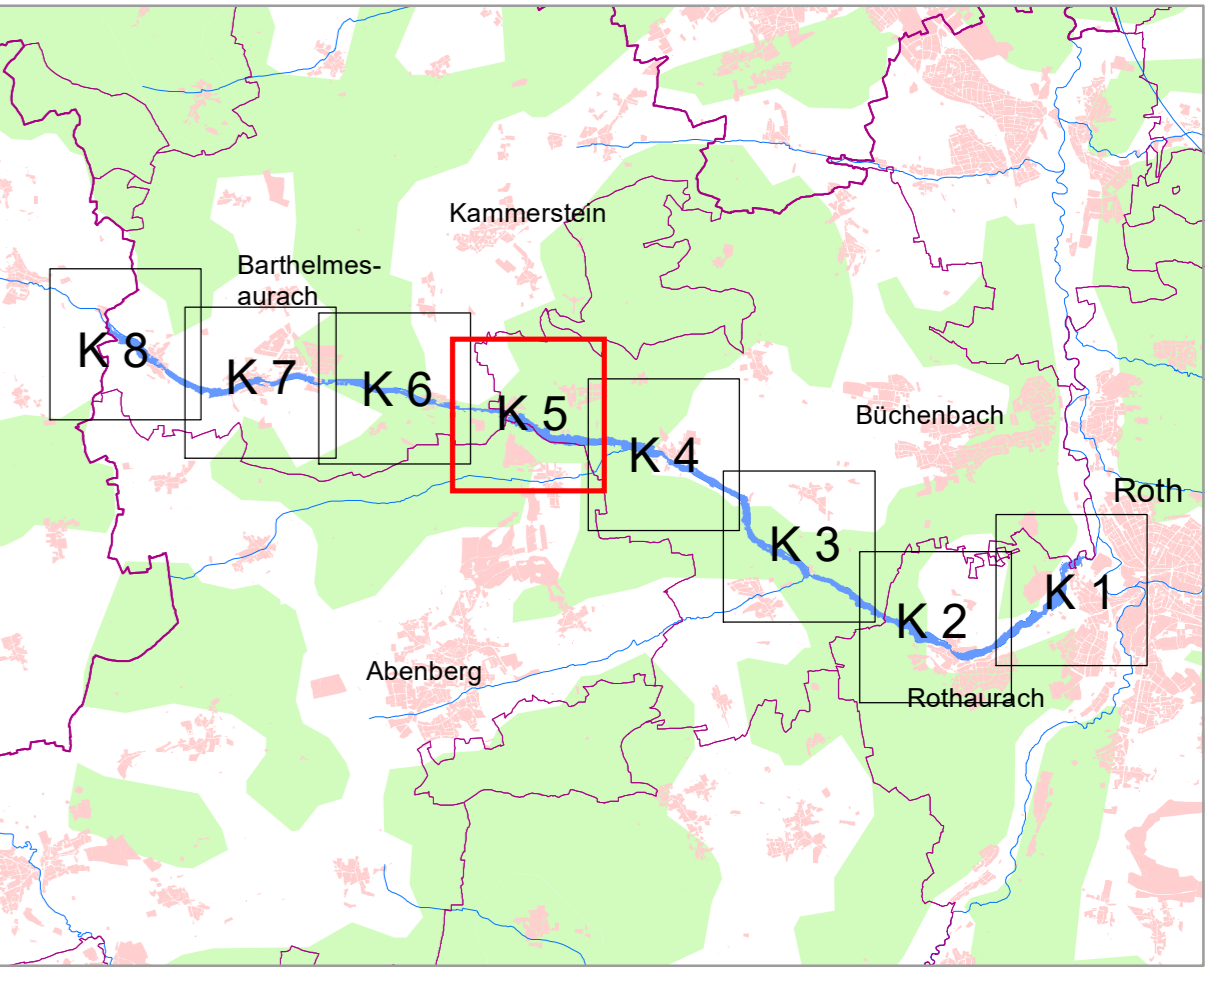 Kammerstein
Barthelmes-
aurach
K 8
K 7
K 6
K 5
K 4
Büchenbach
Roth
K 3
K 2
K 1
Abenberg
Rothaurach